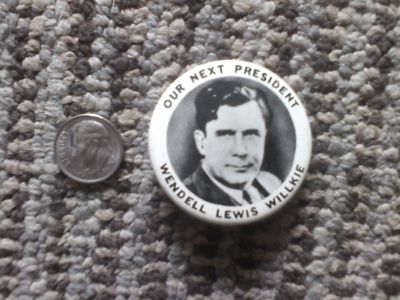 OUR NEXT PRESIDENT
WENDELL LEWIS WILLKIE